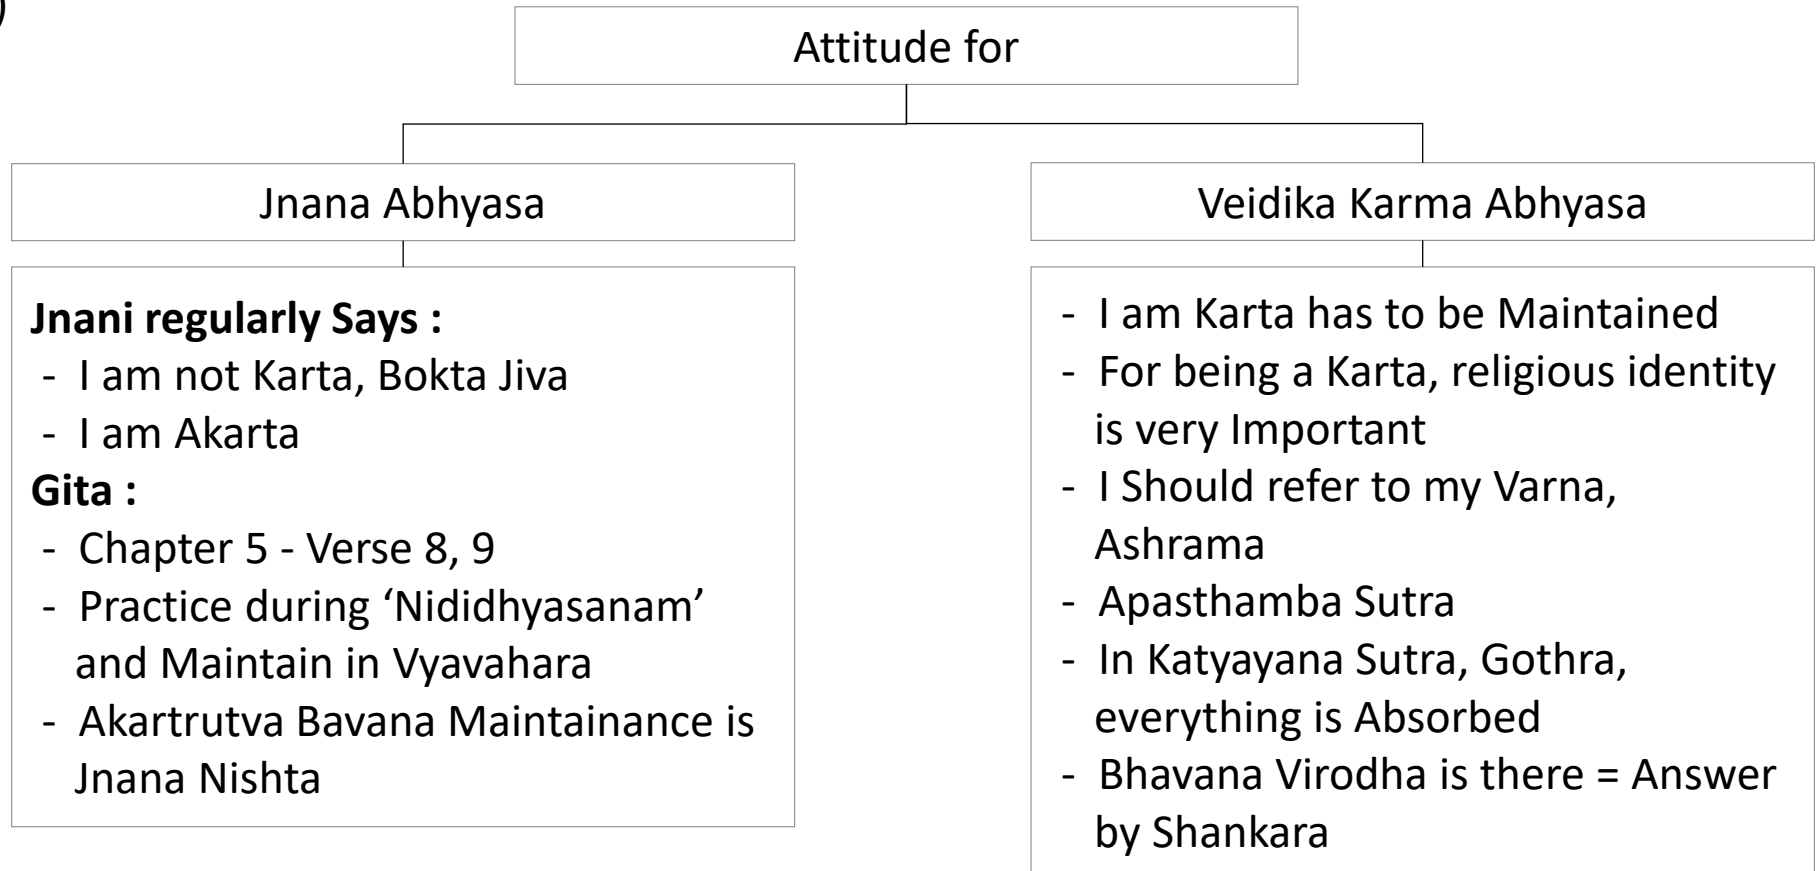 )
Attitude for
Jnana Abhyasa
Veidika Karma Abhyasa
Jnani regularly Says :
- I am not Karta, Bokta Jiva
- I am Akarta
Gita :
- Chapter 5 - Verse 8, 9
- Practice during ‘Nididhyasanam’
and Maintain in Vyavahara
- Akartrutva Bavana Maintainance is
Jnana Nishta
- I am Karta has to be Maintained
- For being a Karta, religious identity
is very Important
- I Should refer to my Varna,
Ashrama
- Apasthamba Sutra
- In Katyayana Sutra, Gothra,
everything is Absorbed
- Bhavana Virodha is there = Answer
by Shankara